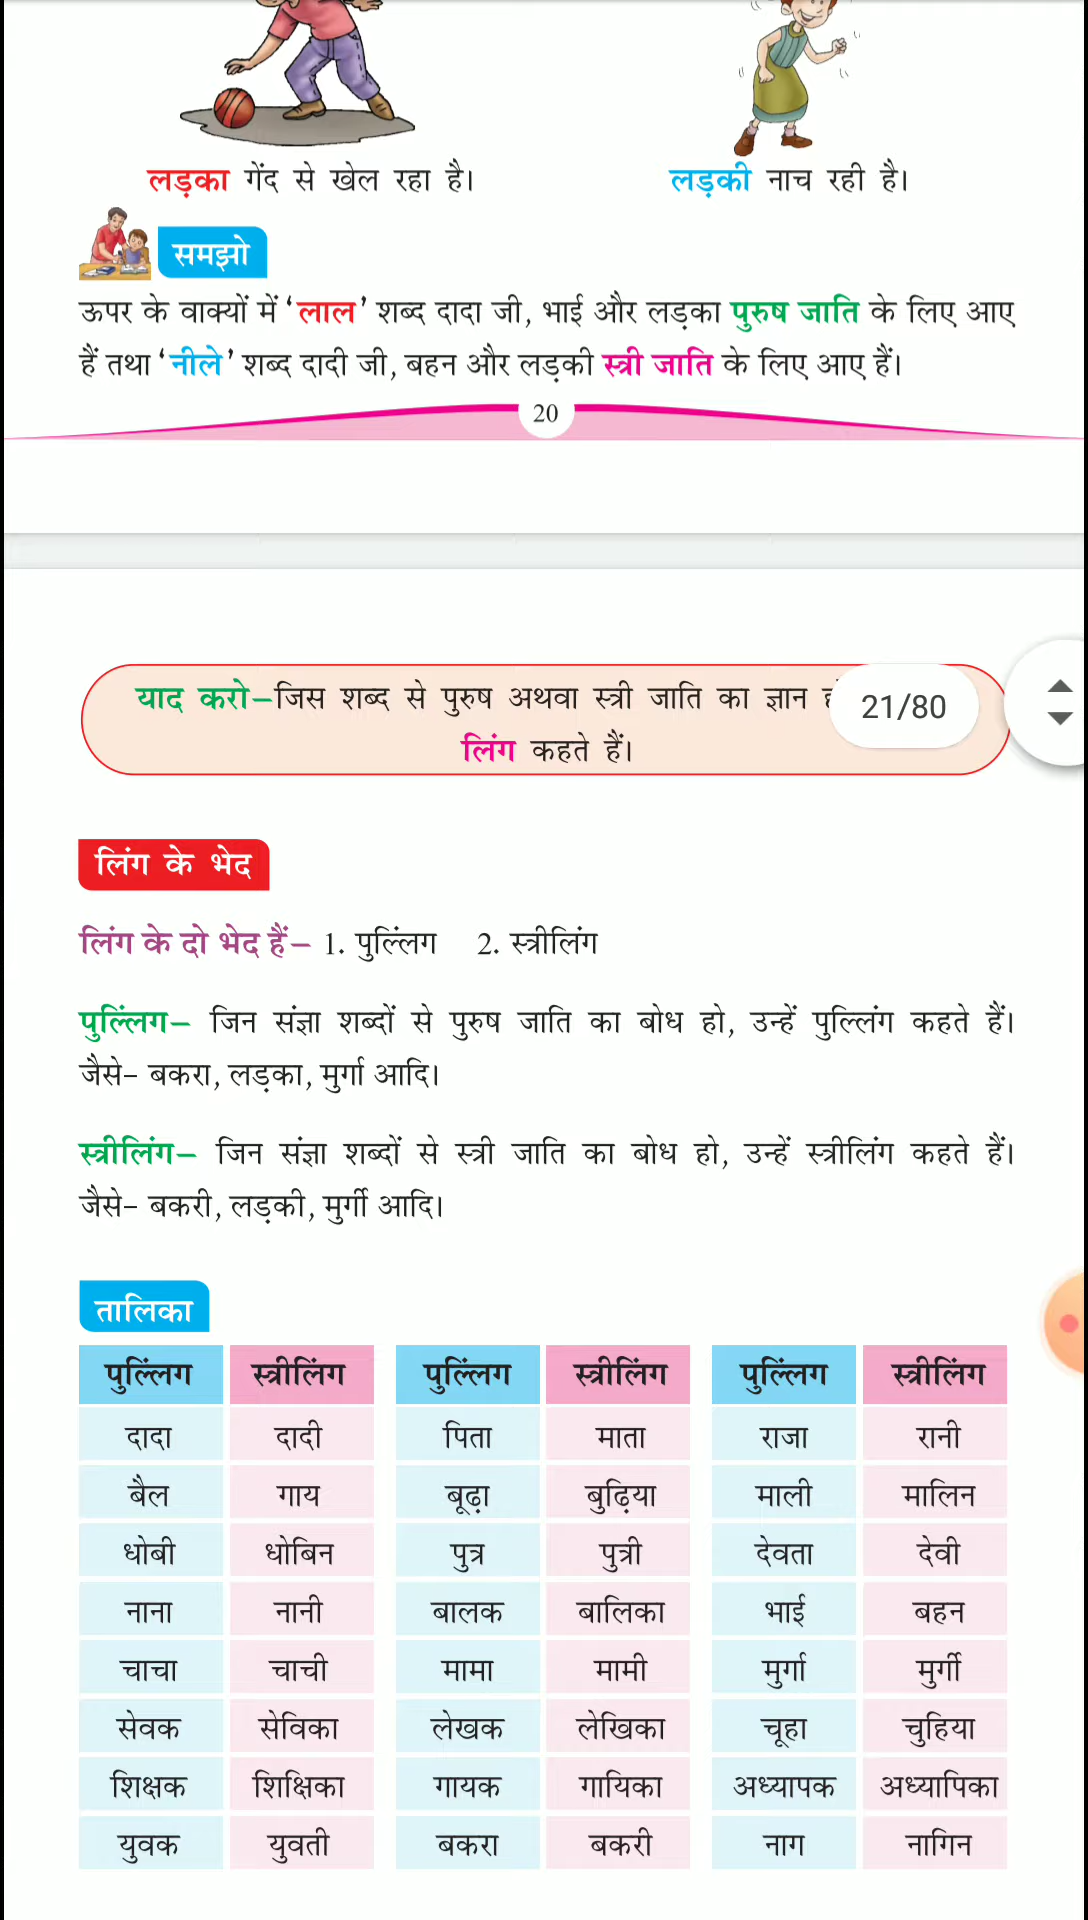 लड़का गेंद से खेल रहा है।
लड़की नाच रही है।
समझो
ऊपर के वाक्यों में ‘लाल’ शब्द दादा जी, भाई और लड़का पुरुष जाति के लिए आए
हैं तथा ‘नीले’ शब्द दादी जी, बहन और लड़की स्त्री जाति के लिए आए हैं।
20
याद करो–जिस शब्द से पुरुष अथवा स्त्री जाति का ज्ञान
21/80
लिंग कहते हैं।
लिंग के भेद
लिंग के दो भेद हैं– 1. पुल्लिंग 2. स्त्रीलिंग
पुल्लिंग– जिन संज्ञा शब्दों से पुरुष जाति का बोध हो, उन्हें पुल्लिंग कहते हैं।
जैसे– बकरा, लड़का, मुर्गा आदि।
स्त्रीलिंग– जिन संज्ञा शब्दों से स्त्री जाति का बोध हो, उन्हें स्त्रीलिंग कहते हैं।
जैसे– बकरी, लड़की, मुर्गी आदि।
तालिका
पुल्लिंग स्त्रीलिंग पुल्लिंग स्त्रीलिंग पुल्लिंग स्त्रीलिंग
दादा दादी पिता माता राजा रानी
बैल गाय बूढ़ा बुढ़िया माली मालिन
धोबी धोबिन पुत्र पुत्री देवता देवी
नाना नानी बालक बालिका भाई बहन
चाचा चाची मामा मामी मुर्गा मुर्गी
सेवक सेविका लेखक लेखिका चूहा चुहिया
शिक्षक शिक्षिका गायक गायिका अध्यापक अध्यापिका
युवक युवती बकरा बकरी नाग नागिन